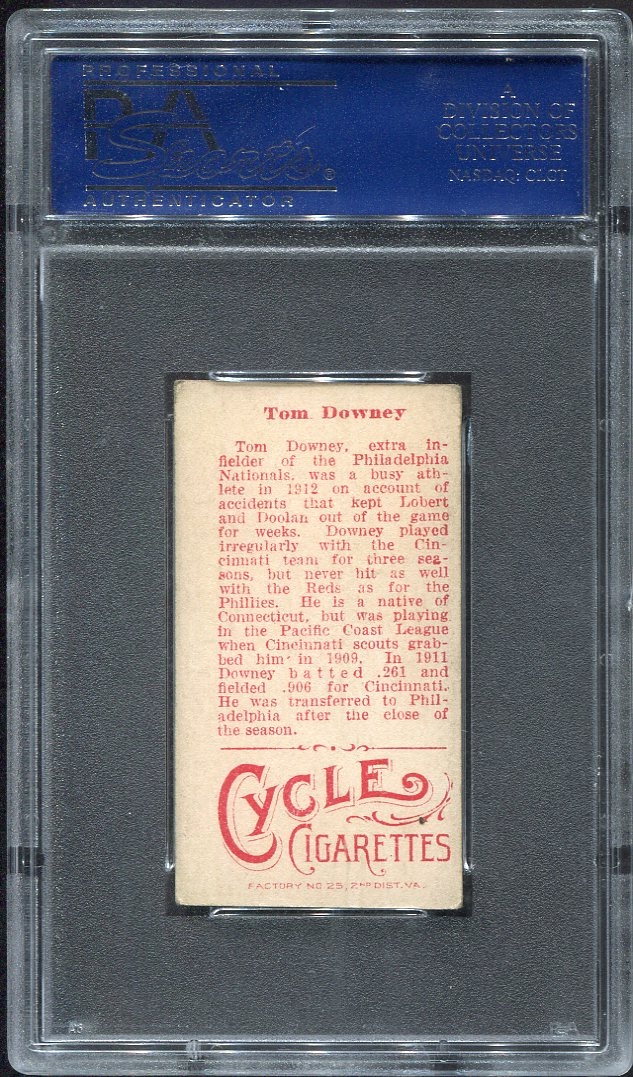 PROFESSIONAL
PSA
Sports®
AUTHENTICATOR
A
DIVISION OF
COLLECTORS
UNIVERSE
NASDAQ: CLCT
Tom Downey
Tom Downey, extra in-
fielder of the Philadelphia
Nationals, was a busy ath-
lete in 1912 on account of
accidents that kept Lobert
and Doolan out of the game
for weeks. Downey played
irregularly with the Cin-
cinnati team for three sea-
sons, but never hit as well
with the Reds as for the
Phillies. He is a native of
Connecticut, but was playing
in the Pacific Coast League
when Cincinnati scouts grab-
bed him in 1909. In 1911
Downey batted .261 and
fielded .906 for Cincinnati.
He was transferred to Phil-
adelphia after the close of
the season.
CYCLE
CIGARETTES
FACTORY NO. 25, 2ND DIST. VA.
PSA